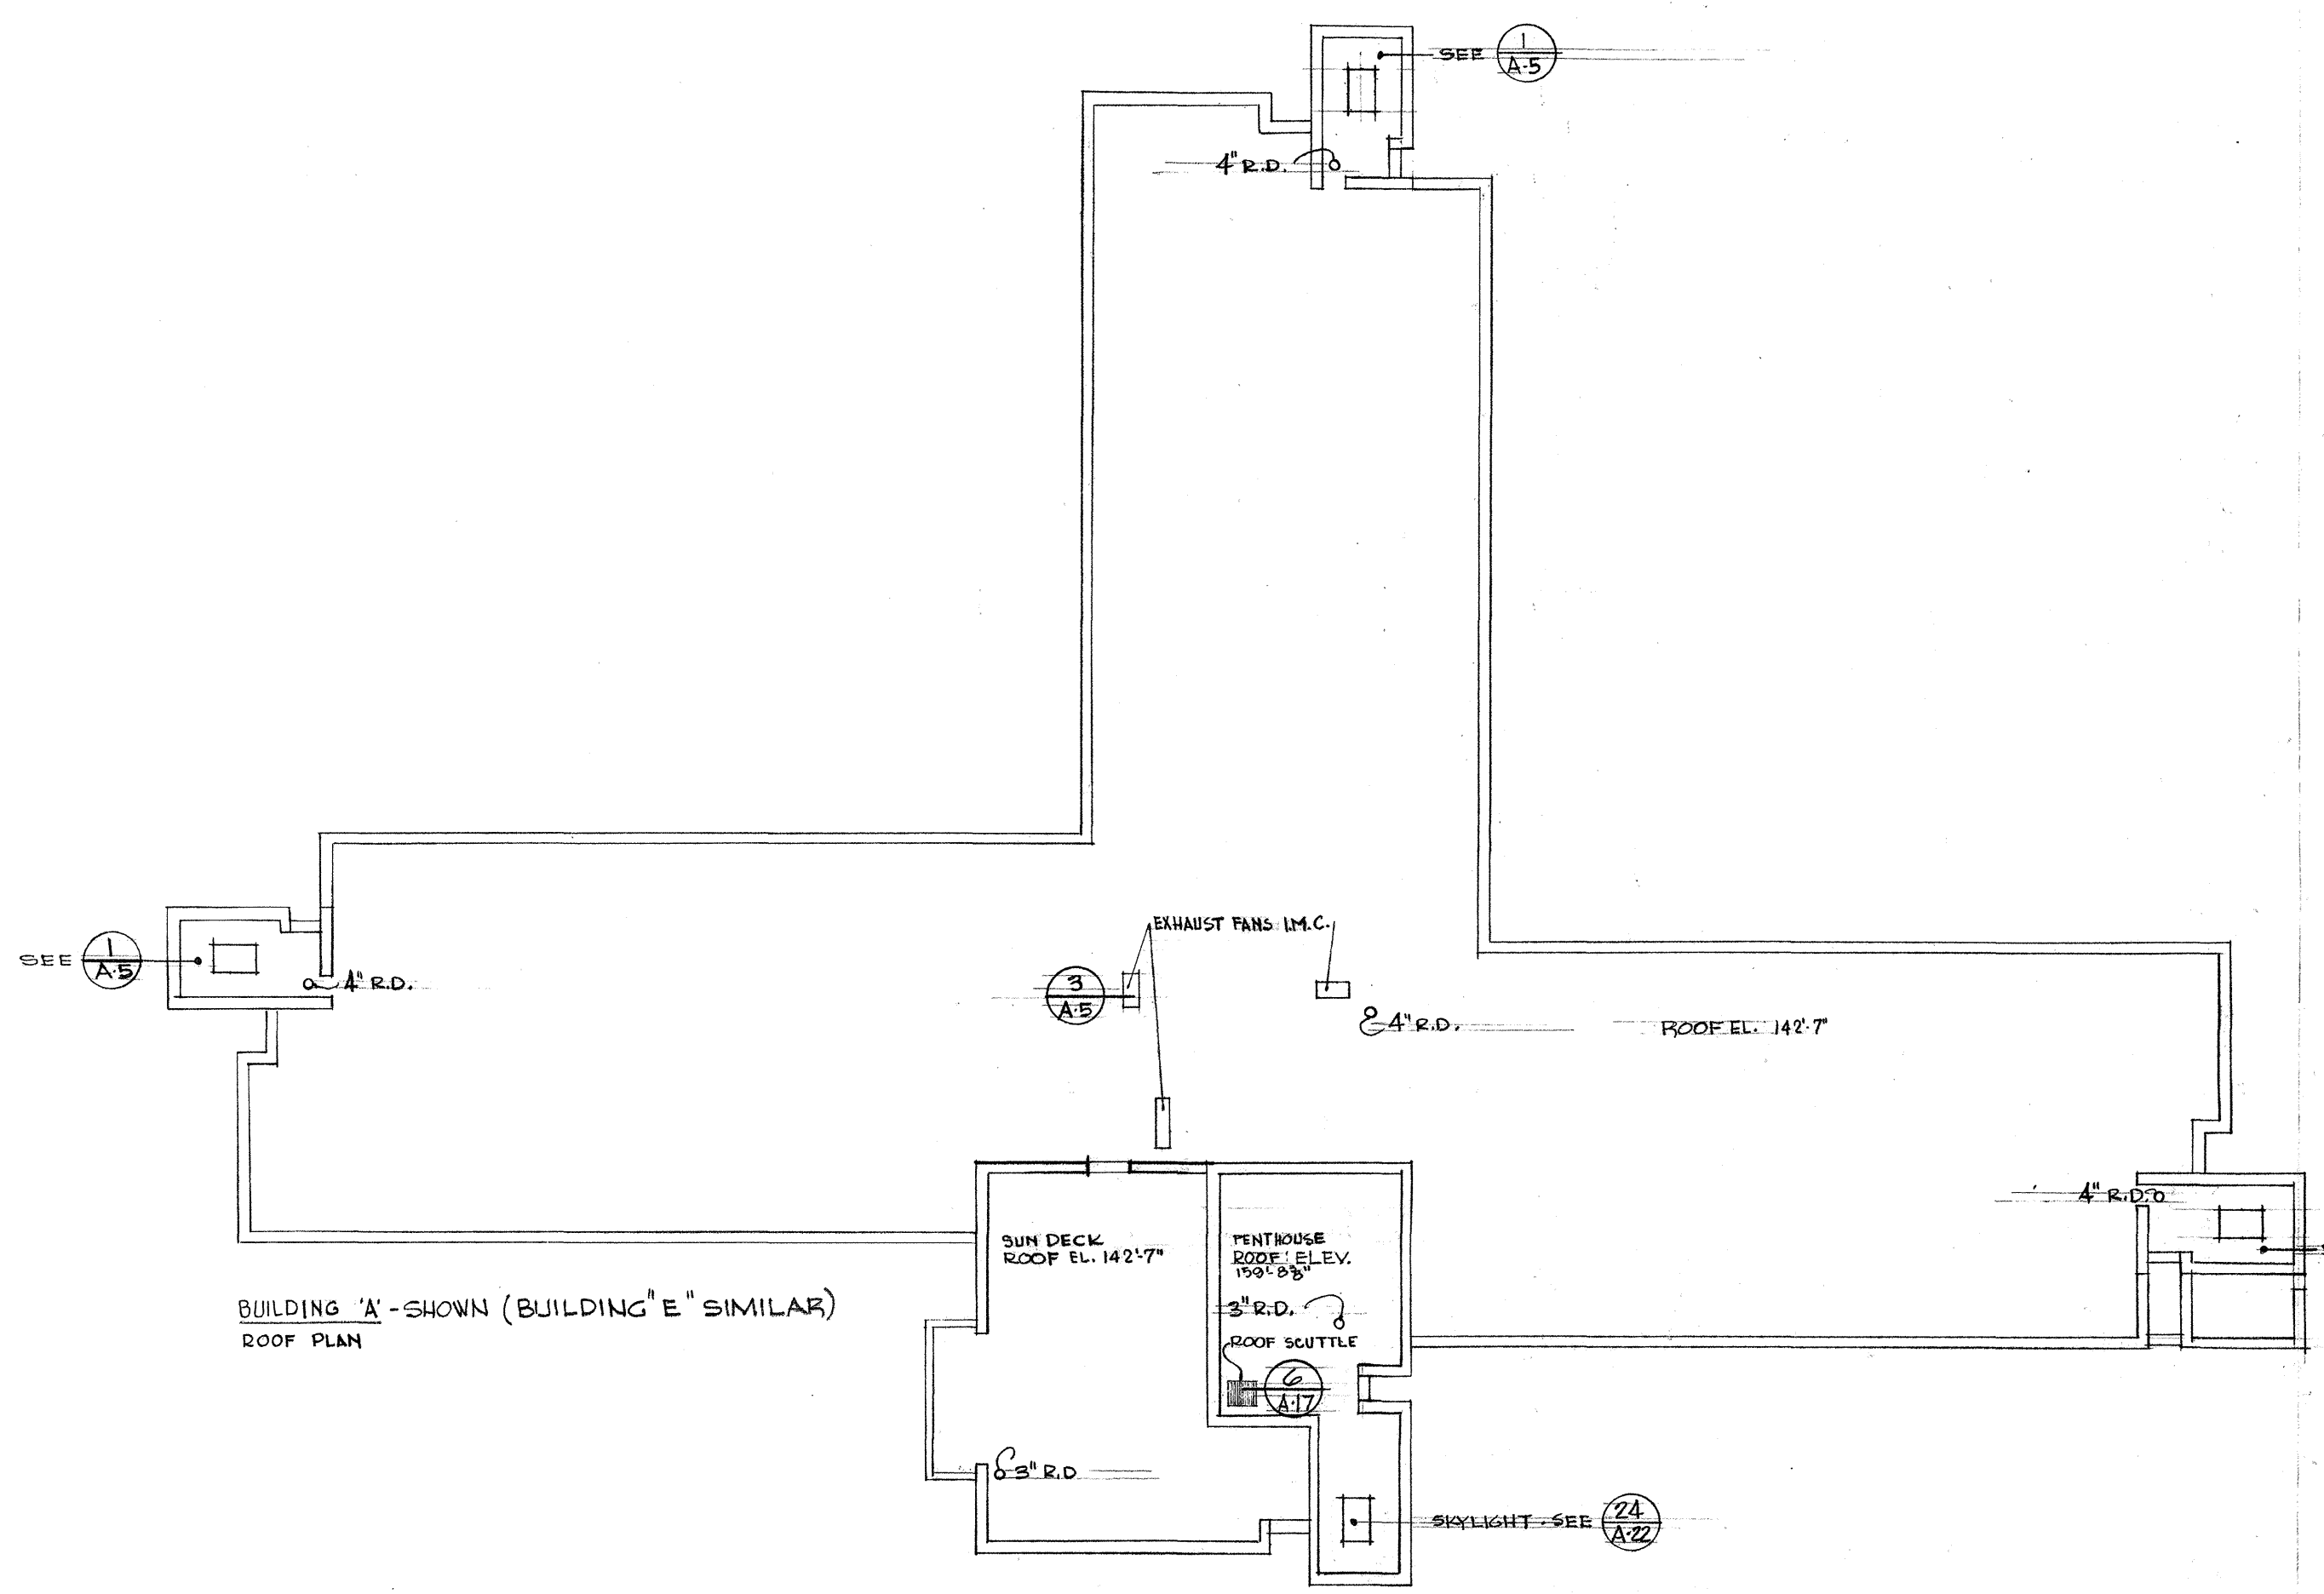 SEE 1
A-5
4" R.D.
EXHAUST FANS I.M.C.
SEE 1
A-5
4" R.D.
3
A-5
4" R.D.
ROOF EL. 142'-7"
4" R.D.
SUN DECK
ROOF EL. 142'-7"
PENTHOUSE
ROOF ELEV.
159'-8⅜"
3" R.D.
ROOF SCUTTLE
6
A-17
BUILDING 'A' - SHOWN (BUILDING "E" SIMILAR)
ROOF PLAN
3" R.D
SKYLIGHT - SEE 24
A-22